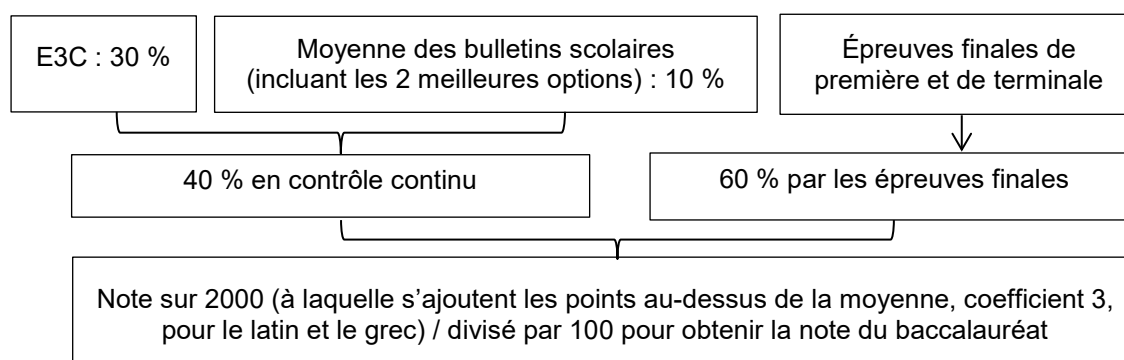 E3C : 30 %
Moyenne des bulletins scolaires
(incluant les 2 meilleures options) : 10 %
Épreuves finales de
première et de terminale
40 % en contrôle continu
60 % par les épreuves finales
Note sur 2000 (à laquelle s’ajoutent les points au-dessus de la moyenne, coefficient 3,
pour le latin et le grec) / divisé par 100 pour obtenir la note du baccalauréat